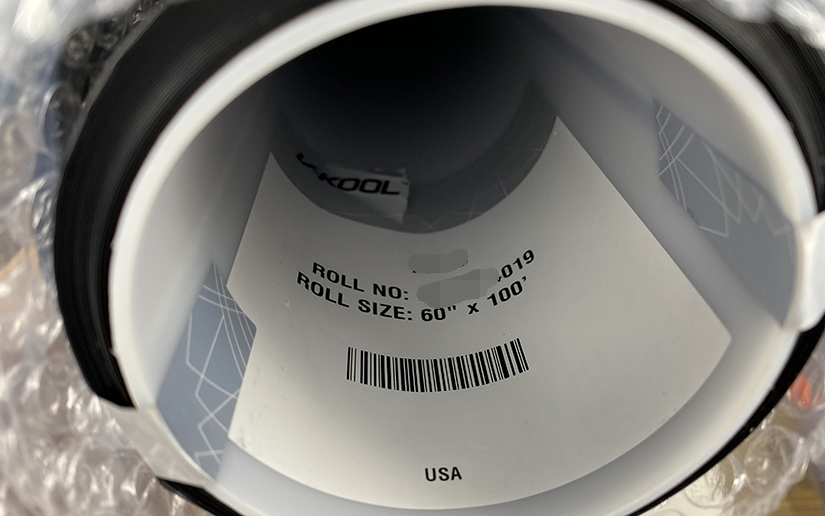 KOOL
ROLL NO: 019
ROLL SIZE: 60" x 100'
USA